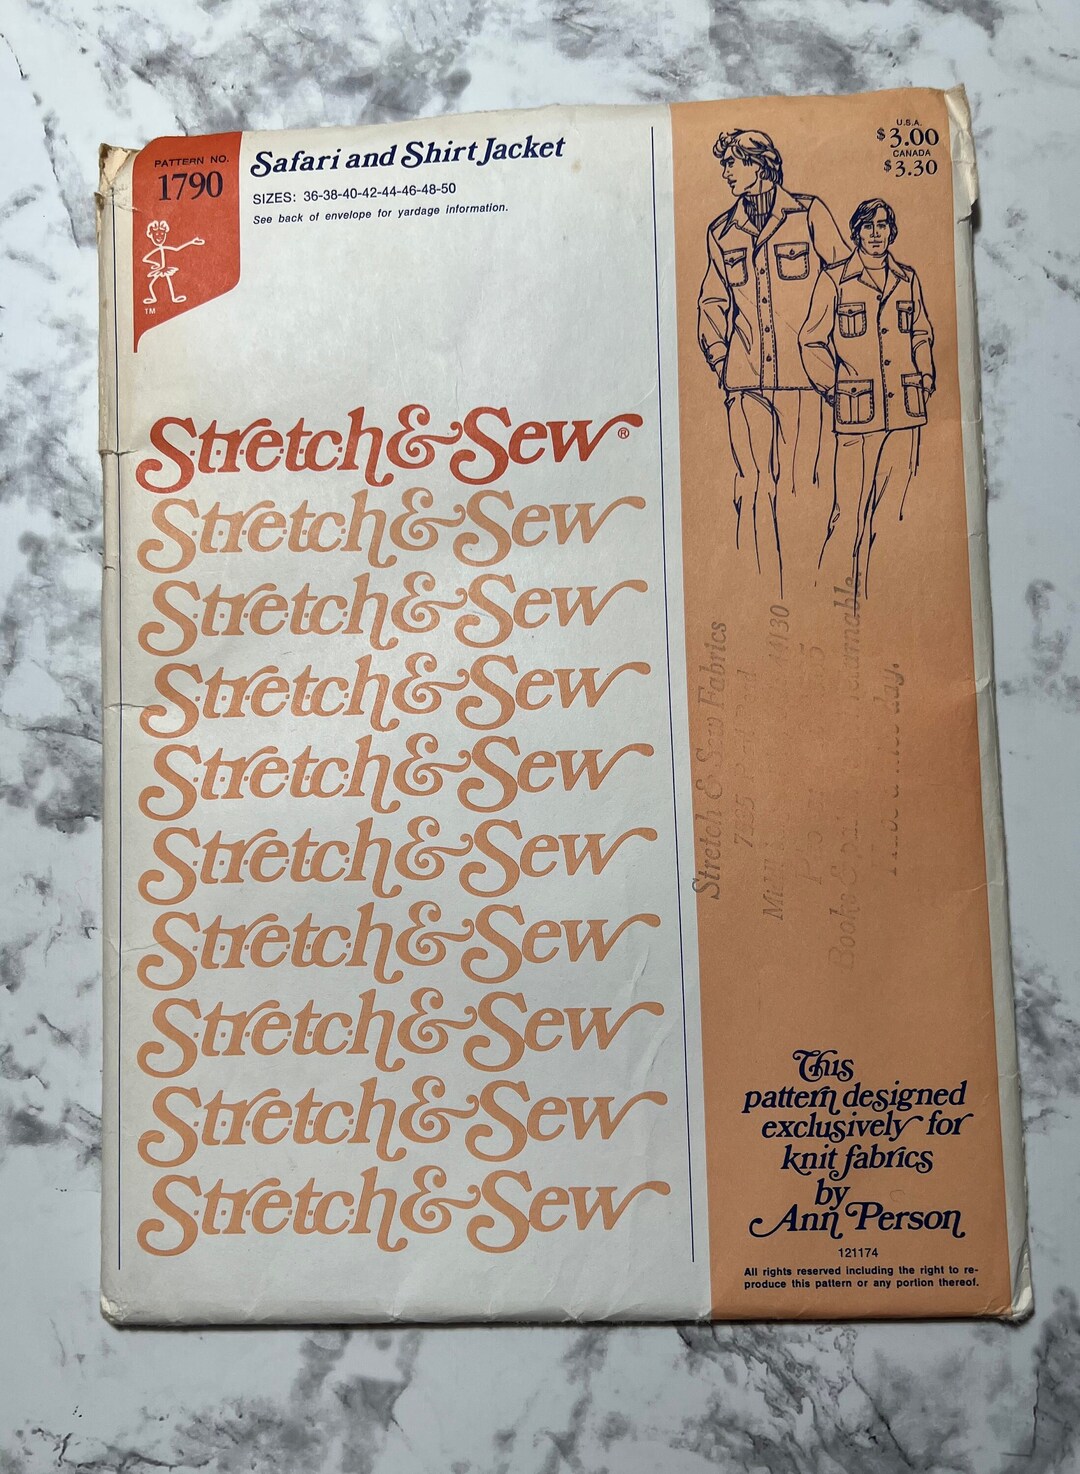 PATTERN NO.
1790
TM
Safari and Shirt Jacket
SIZES: 36-38-40-42-44-46-48-50
See back of envelope for yardage information.
U.S.A.
$3.00
CANADA
$3.30
Stretch & Sew®
Stretch & Sew
Stretch & Sew
Stretch & Sew
Stretch & Sew
Stretch & Sew
Stretch & Sew
Stretch & Sew
Stretch & Sew
Stretch & Sew
Stretch & Sew Fabrics
44130
Books &
day.
This
pattern designed
exclusively for
knit fabrics
by
Ann Person
121174
All rights reserved including the right to re-
produce this pattern or any portion thereof.